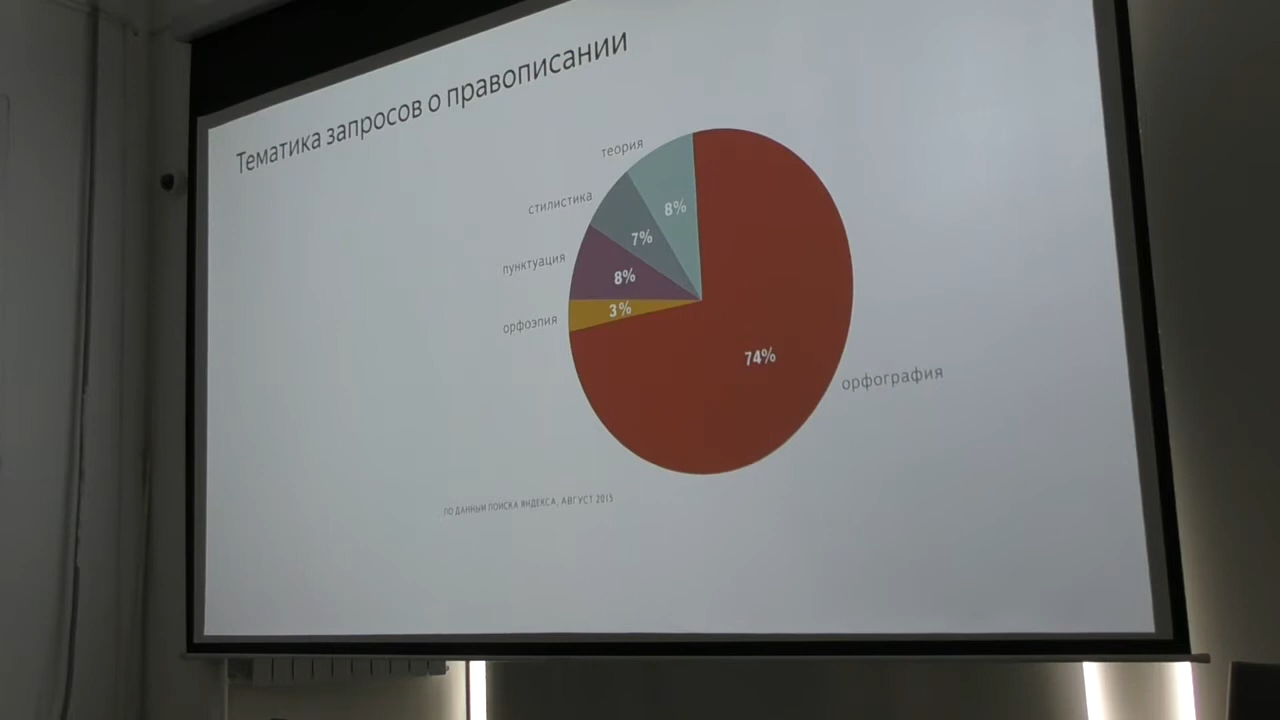 Тематика запросов о правописании
теория
8%
стилистика
7%
пунктуация
8%
орфоэпия
3%
74%
орфография
ПО ДАННЫМ ПОИСКА ЯНДЕКСА, АВГУСТ 2015